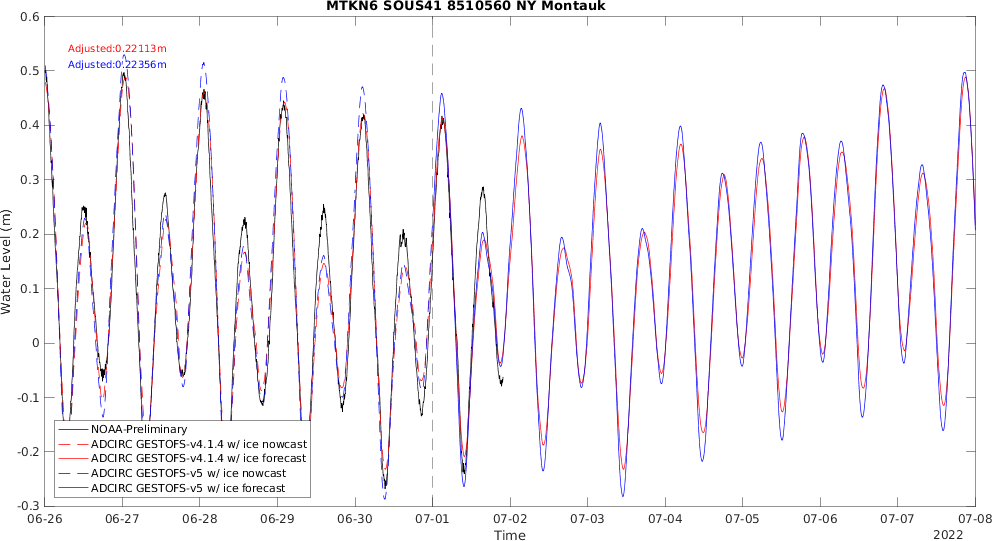 MTKN6 SOUS41 8510560 NY Montauk
Adjusted:0.22113m
Adjusted:0.22356m
0.6
0.5
0.4
0.3
0.2
0.1
0
-0.1
-0.2
-0.3
Water Level (m)
NOAA-Preliminary
ADCIRC GESTOFS-v4.1.4 w/ ice nowcast
ADCIRC GESTOFS-v4.1.4 w/ ice forecast
ADCIRC GESTOFS-v5 w/ ice nowcast
ADCIRC GESTOFS-v5 w/ ice forecast
06-26 06-27 06-28 06-29 06-30 07-01 07-02 07-03 07-04 07-05 07-06 07-07 07-08
Time
2022